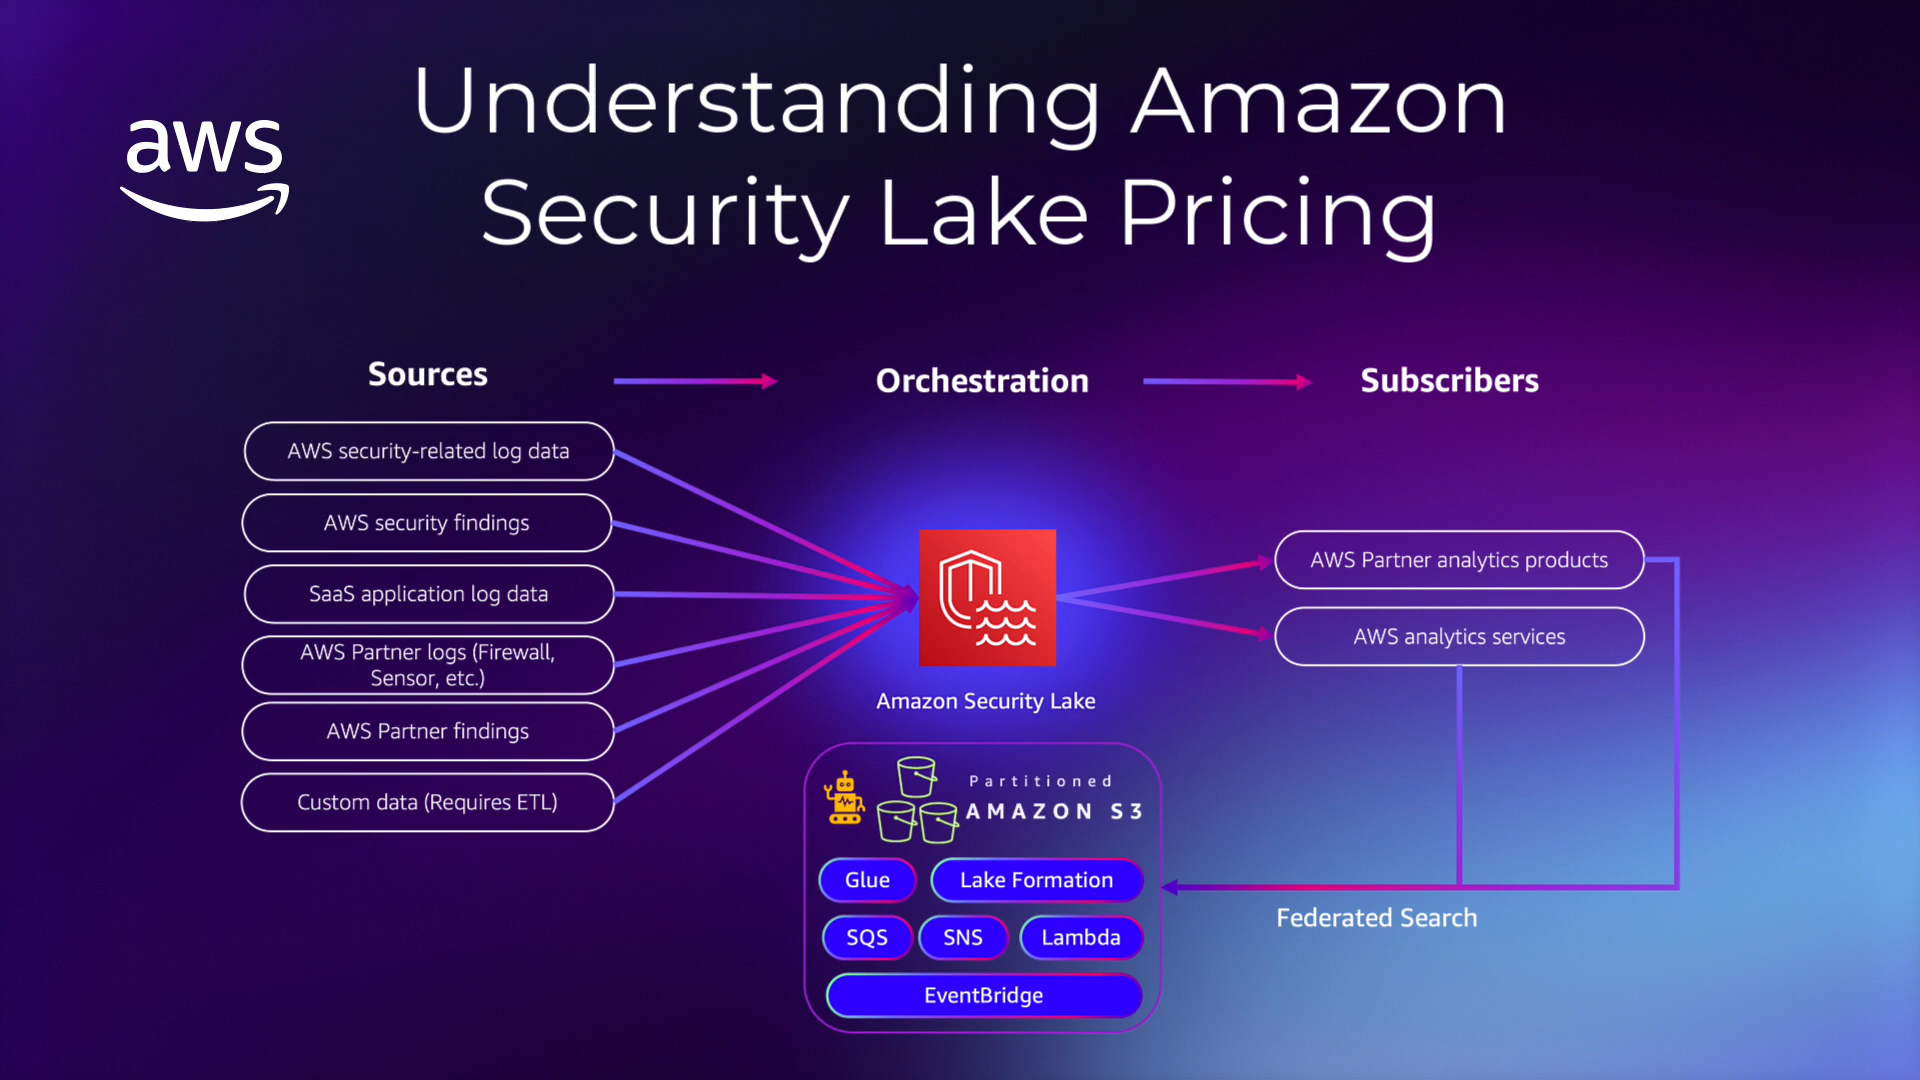 aws
Understanding Amazon
Security Lake Pricing
Sources
Orchestration
Subscribers
AWS security-related log data
AWS security findings
SaaS application log data
AWS Partner logs (Firewall,
Sensor, etc.)
AWS Partner findings
Custom data (Requires ETL)
Amazon Security Lake
Partitioned
AMAZON S3
Glue
Lake Formation
SQS
SNS
Lambda
EventBridge
AWS Partner analytics products
AWS analytics services
Federated Search